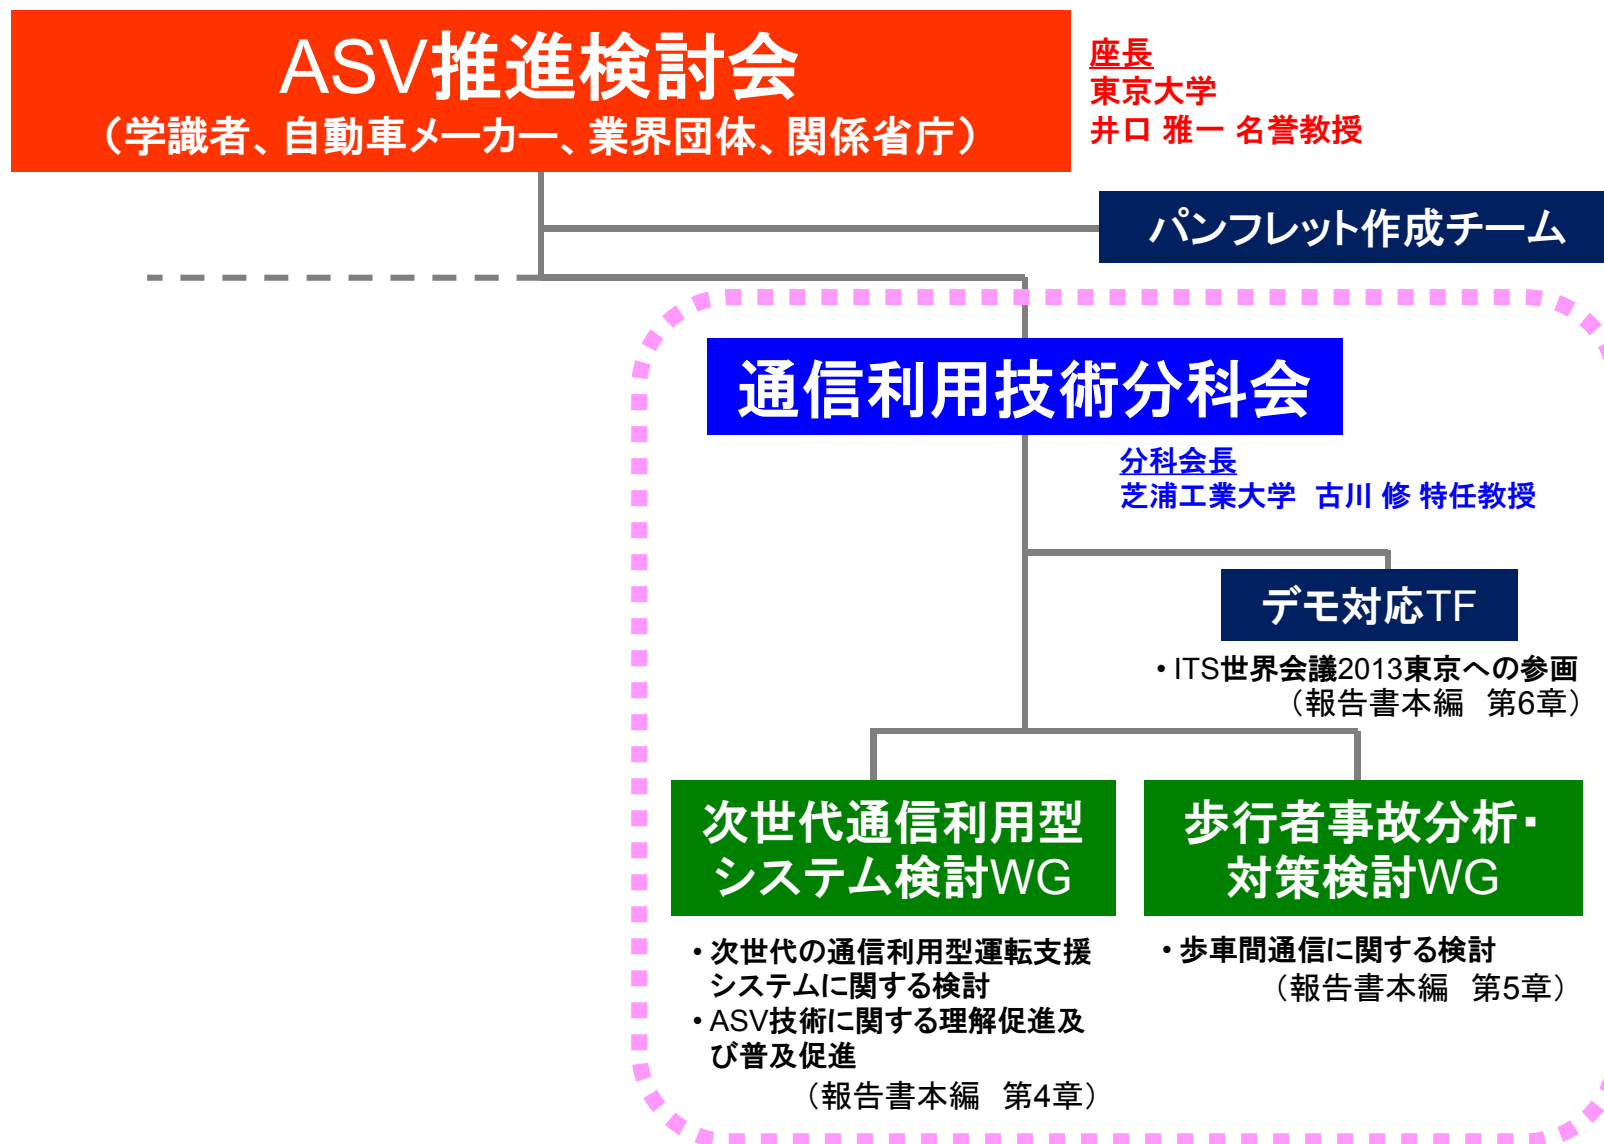 ASV推進検討会
（学識者、自動車メーカー、業界団体、関係省庁）
座長
東京大学
井口 雅一 名誉教授
パンフレット作成チーム
通信利用技術分科会
分科会長
芝浦工業大学　古川 修 特任教授
デモ対応TF
・ITS世界会議2013東京への参画
（報告書本編　第6章）
次世代通信利用型
システム検討WG
・次世代の通信利用型運転支援
システムに関する検討
・ASV技術に関する理解促進及
び普及促進
（報告書本編　第4章）
歩行者事故分析・
対策検討WG
・歩車間通信に関する検討
（報告書本編　第5章）